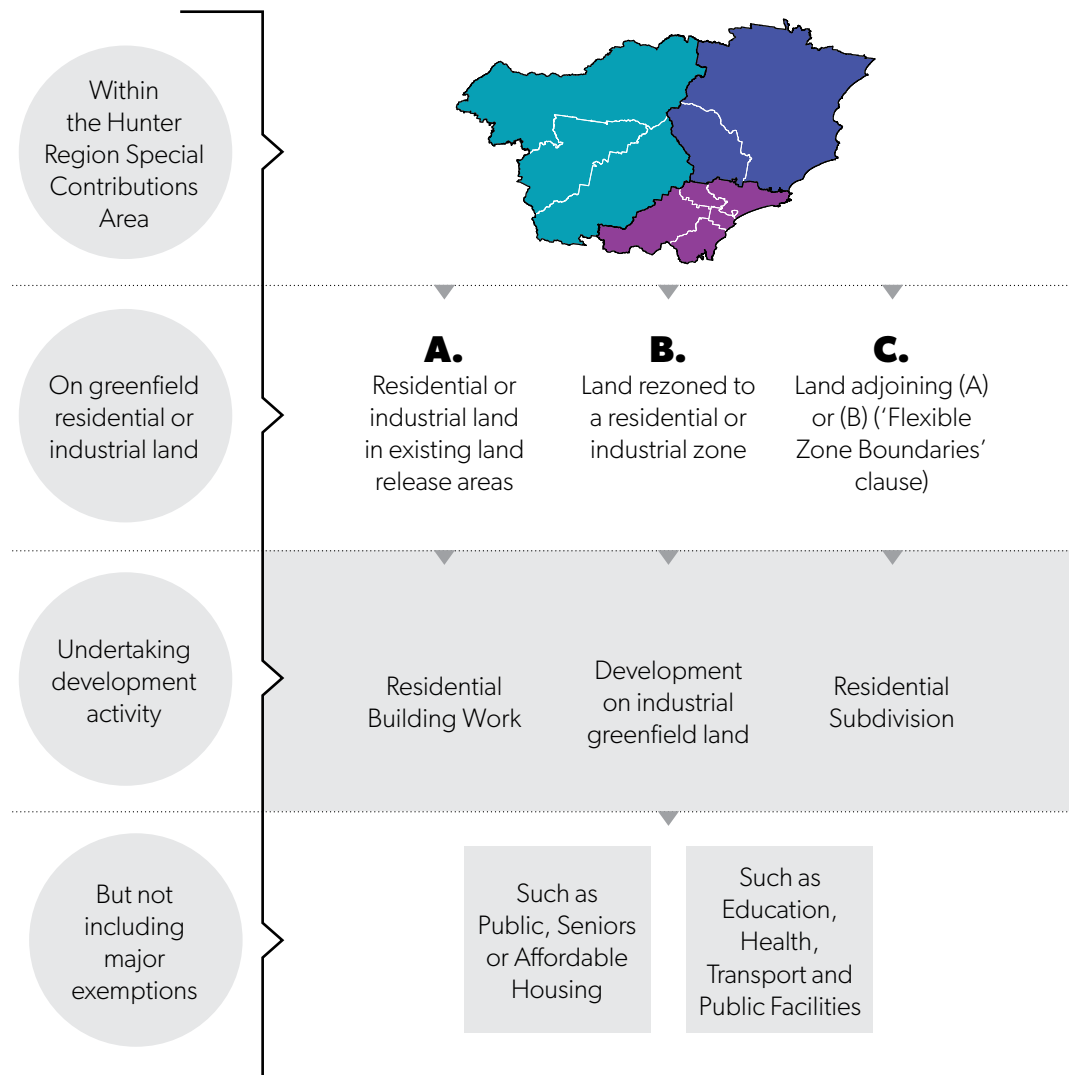 Within
the Hunter
Region Special
Contributions
Area
On greenfield
residential or
industrial land
A.
Residential or
industrial land
in existing land
release areas
B.
Land rezoned to
a residential or
industrial zone
C.
Land adjoining (A)
or (B) (‘Flexible
Zone Boundaries’
clause)
Undertaking
development
activity
Residential
Building Work
Development
on industrial
greenfield land
Residential
Subdivision
But not
including
major
exemptions
Such as
Public, Seniors
or Affordable
Housing
Such as
Education,
Health,
Transport and
Public Facilities